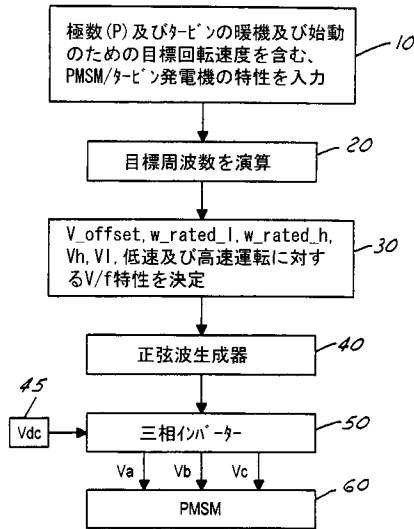 極数(P)及びタービンの暖機及び始動
のための目標回転速度を含む、
PMSM/タービン発電機の特性を入力
10
目標周波数を演算
20
V_offset, w_rated_l, w_rated_h,
Vh, Vl, 低速及び高速運転に対す
るV/f特性を決定
30
正弦波生成器
40
45
Vdc
三相インバーター
50
Va Vb Vc
PMSM
60